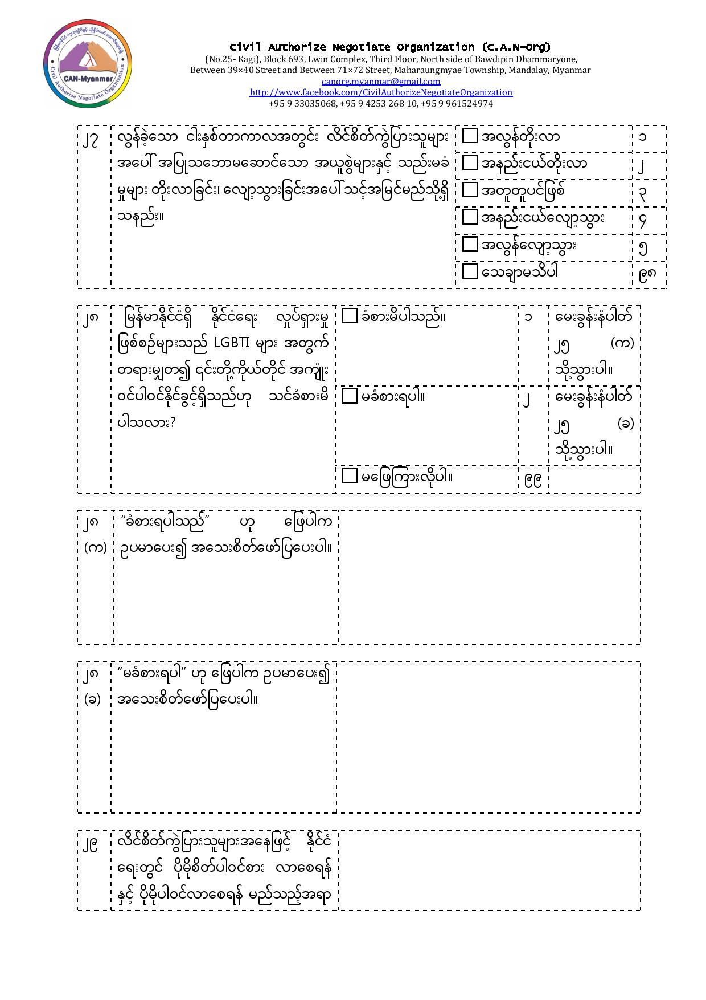 Civil Authorize Negotiate Organization (C.A.N-Org)
(No.25- Kagi), Block 693, Lwin Complex, Third Floor, North side of Bawdipin Dhammaryone,
Between 39×40 Street and Between 71×72 Street, Maharaungmyae Township, Mandalay, Myanmar
canorg.myanmar@gmail.com
http://www.facebook.com/CivilAuthorizeNegotiateOrganization
+95 9 33035068, +95 9 4253 268 10, +95 9 961524974
CAN-Myanmar
Civil Authorize Negotiate Organization
၂၇ လွန်ခဲ့သော ငါးနှစ်တာကာလအတွင်း လိင်စိတ်ကွဲပြားသူများ
အပေါ် အပြုသဘောမဆောင်သော အယူစွဲများနှင့် သည်းမခံ
မှုများ တိုးလာခြင်း၊ လျော့သွားခြင်းအပေါ် သင့်အမြင်မည်သို့ရှိ
သနည်း။
အလွန်တိုးလာ ၁
အနည်းငယ်တိုးလာ ၂
အတူတူပင်ဖြစ် ၃
အနည်းငယ်လျော့သွား ၄
အလွန်လျော့သွား ၅
သေချာမသိပါ ၉၈
၂၈ မြန်မာနိုင်ငံရှိ နိုင်ငံရေး လှုပ်ရှားမှု
ဖြစ်စဉ်များသည် LGBTI များ အတွက်
တရားမျှတ၍ ၎င်းတို့ကိုယ်တိုင် အကျုံး
ဝင်ပါဝင်နိုင်ခွင့်ရှိသည်ဟု သင်ခံစားမိ
ပါသလား?
ခံစားမိပါသည်။ ၁ မေးခွန်းနံပါတ်
၂၅ (က)
သို့သွားပါ။
မခံစားရပါ။ ၂ မေးခွန်းနံပါတ်
၂၅ (ခ)
သို့သွားပါ။
မဖြေကြားလိုပါ။ ၉၉
၂၈ “ခံစားရပါသည်” ဟု ဖြေပါက
(က) ဥပမာပေး၍ အသေးစိတ်ဖော်ပြပေးပါ။
၂၈ “မခံစားရပါ” ဟု ဖြေပါက ဥပမာပေး၍
(ခ) အသေးစိတ်ဖော်ပြပေးပါ။
၂၉ လိင်စိတ်ကွဲပြားသူများအနေဖြင့် နိုင်ငံ
ရေးတွင် ပိုမိုစိတ်ပါဝင်စား လာစေရန်
နှင့် ပိုမိုပါဝင်လာစေရန် မည်သည့်အရာ